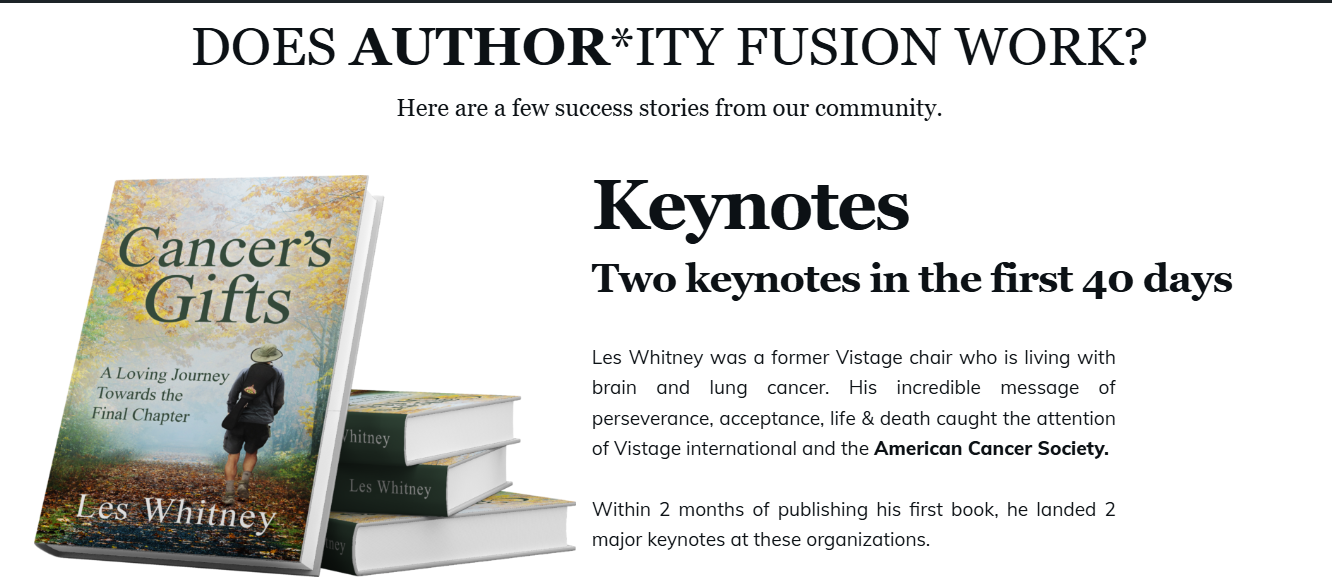 DOES AUTHOR*ITY FUSION WORK?
Here are a few success stories from our community.
Cancer's
Gifts
A Loving Journey
Towards the
Final Chapter
Les Whitney
Whitney
Les Whitney
Keynotes
Two keynotes in the first 40 days
Les Whitney was a former Vistage chair who is living with
brain and lung cancer. His incredible message of
perseverance, acceptance, life & death caught the attention
of Vistage international and the American Cancer Society.
Within 2 months of publishing his first book, he landed 2
major keynotes at these organizations.